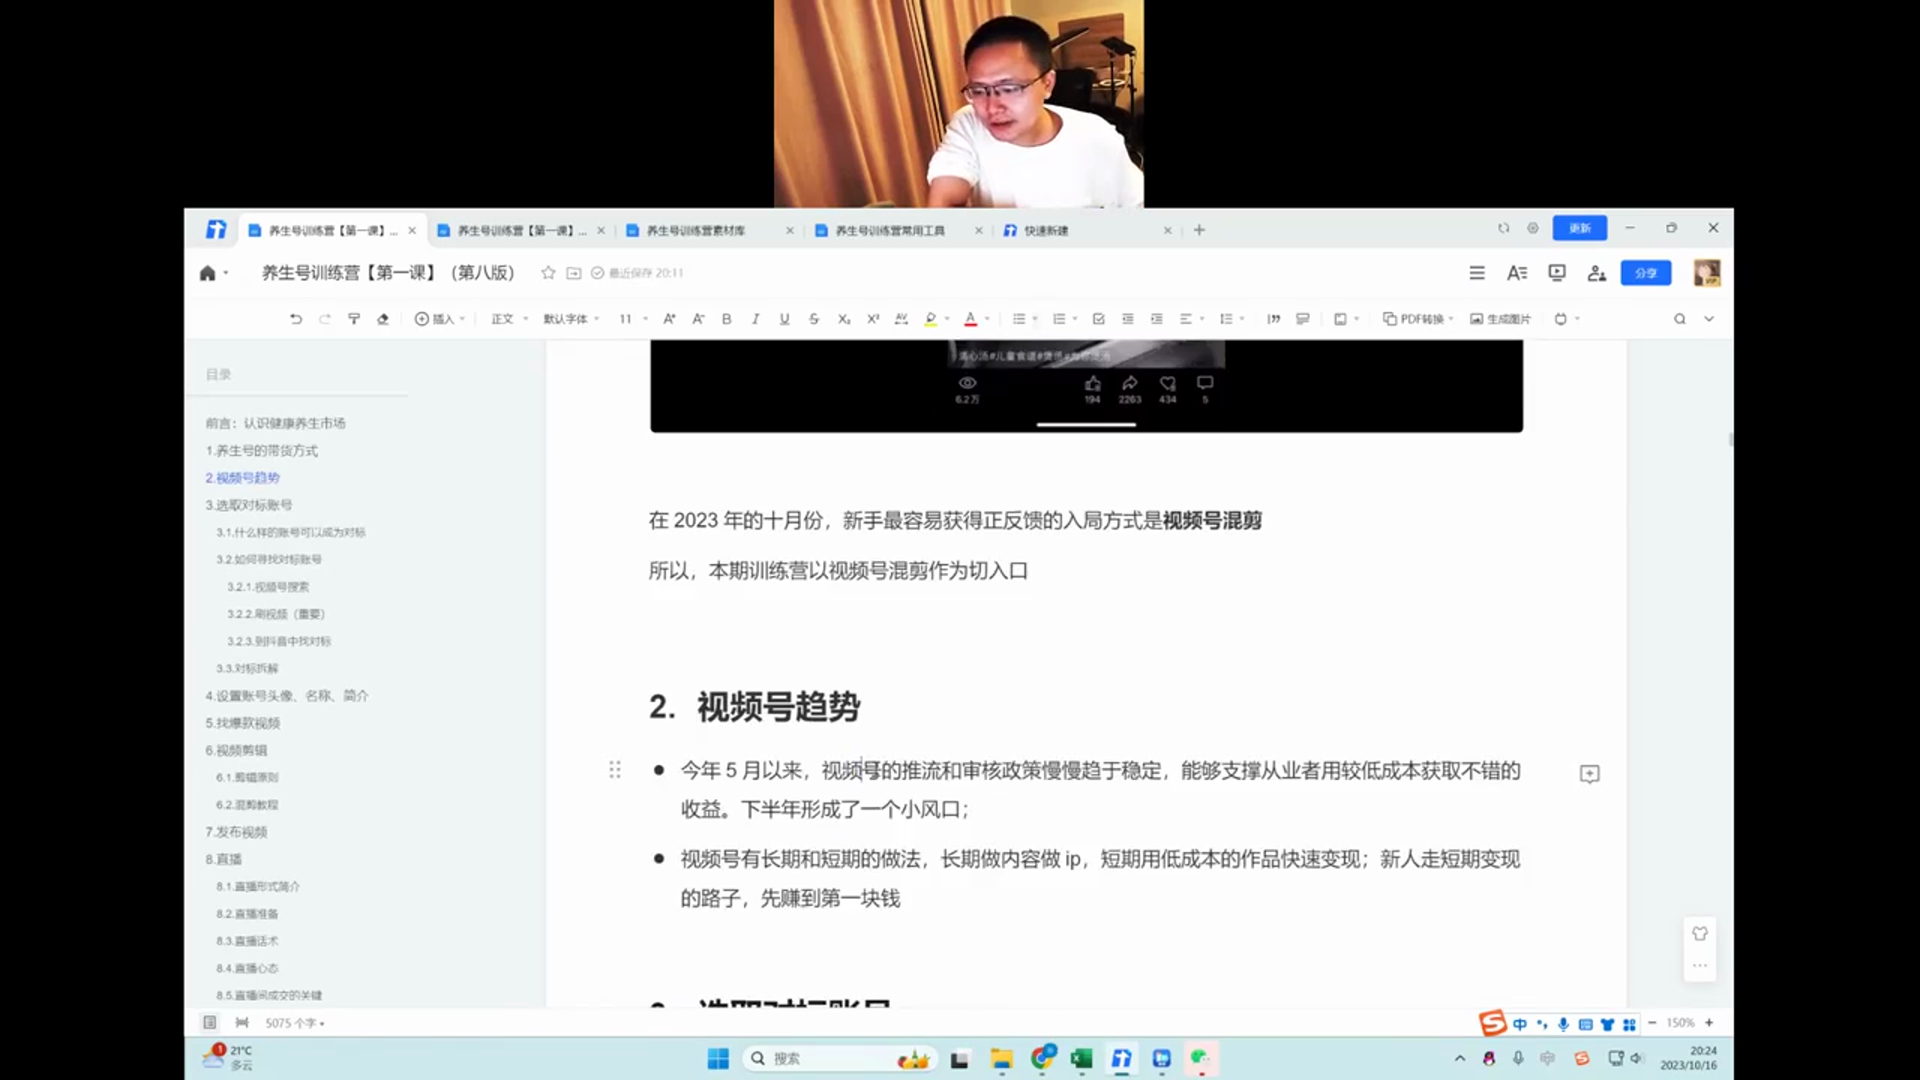 养生号训练营【第一课】...
养生号训练营【第一课】...
养生号训练营素材库
养生号训练营常用工具
快速新建
更新
养生号训练营【第一课】（第八版）
最近保存 20:11
分享
插入
正文
默认字体
11
PDF转换
生成图片
目录
前言：认识健康养生市场
1.养生号的带货方式
2.视频号趋势
3.选取对标账号
3.1.什么样的账号可以成为对标
3.2.如何寻找对标账号
3.2.1.视频号搜索
3.2.2.刷视频（重要）
3.2.3.到抖音中找对标
3.3.对标拆解
4.设置账号头像、名称、简介
5.找爆款视频
6.视频剪辑
6.1.剪辑原则
6.2.混剪教程
7.发布视频
8.直播
8.1.直播形式简介
8.2.直播准备
8.3.直播话术
8.4.直播心态
8.5.直播间成交的关键
6.2万
194
2263
434
5
在 2023 年的十月份，新手最容易获得正反馈的入局方式是视频号混剪
所以，本期训练营以视频号混剪作为切入口
2. 视频号趋势
● 今年 5 月以来，视频号的推流和审核政策慢慢趋于稳定，能够支撑从业者用较低成本获取不错的
收益。下半年形成了一个小风口；
● 视频号有长期和短期的做法，长期做内容做 ip，短期用低成本的作品快速变现；新人走短期变现
的路子，先赚到第一块钱
5075 个字
中
150%
21°C
多云
搜索
20:24
2023/10/16